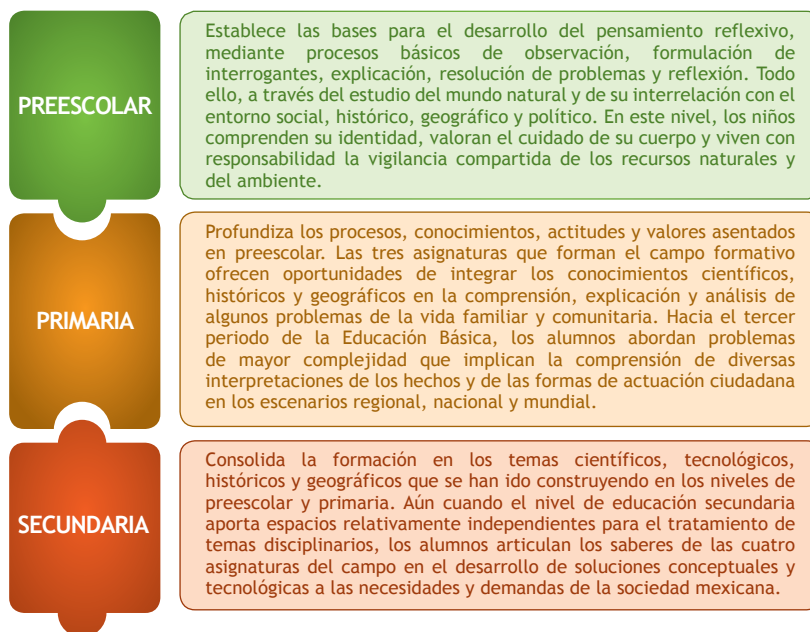 PREESCOLAR
Establece las bases para el desarrollo del pensamiento reflexivo,
mediante procesos básicos de observación, formulación de
interrogantes, explicación, resolución de problemas y reflexión. Todo
ello, a través del estudio del mundo natural y de su interrelación con el
entorno social, histórico, geográfico y político. En este nivel, los niños
comprenden su identidad, valoran el cuidado de su cuerpo y viven con
responsabilidad la vigilancia compartida de los recursos naturales y
del ambiente.
PRIMARIA
Profundiza los procesos, conocimientos, actitudes y valores asentados
en preescolar. Las tres asignaturas que forman el campo formativo
ofrecen oportunidades de integrar los conocimientos científicos,
históricos y geográficos en la comprensión, explicación y análisis de
algunos problemas de la vida familiar y comunitaria. Hacia el tercer
periodo de la Educación Básica, los alumnos abordan problemas
de mayor complejidad que implican la comprensión de diversas
interpretaciones de los hechos y de las formas de actuación ciudadana
en los escenarios regional, nacional y mundial.
SECUNDARIA
Consolida la formación en los temas científicos, tecnológicos,
históricos y geográficos que se han ido construyendo en los niveles de
preescolar y primaria. Aún cuando el nivel de educación secundaria
aporta espacios relativamente independientes para el tratamiento de
temas disciplinarios, los alumnos articulan los saberes de las cuatro
asignaturas del campo en el desarrollo de soluciones conceptuales y
tecnológicas a las necesidades y demandas de la sociedad mexicana.